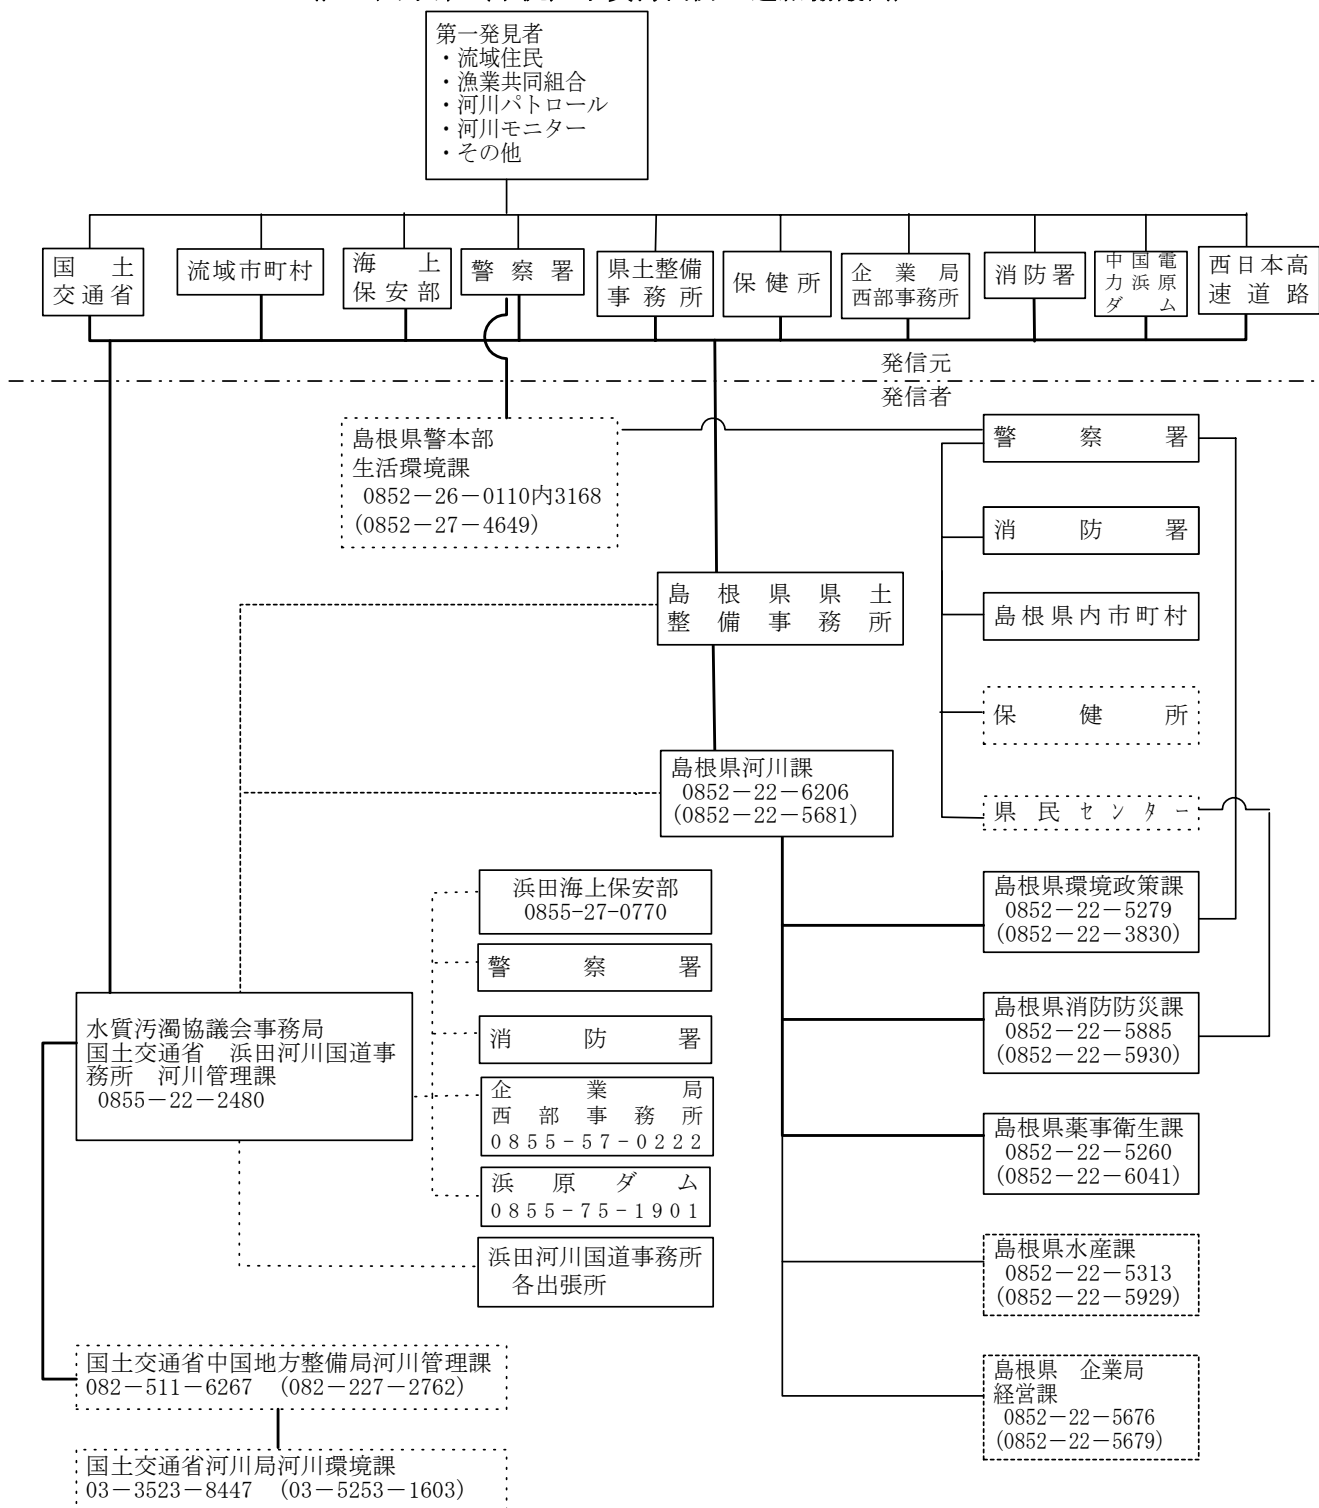 第一発見者
・流域住民
・漁業共同組合
・河川パトロール
・河川モニター
・その他
国土
交通省
流域市町村
海上
保安部
警察署
県土整備
事務所
保健所
企業局
西部事務所
消防署
中国電
力浜原
ダム
西日本高
速道路
発信元
発信者
島根県警本部
生活環境課
0852－26－0110内3168
(0852－27－4649)
警察署
消防署
島根県内市町村
保健所
県民センター
島根県県土
整備事務所
島根県河川課
0852－22－6206
(0852－22－5681)
島根県環境政策課
0852－22－5279
(0852－22－3830)
島根県消防防災課
0852－22－5885
(0852－22－5930)
島根県薬事衛生課
0852－22－5260
(0852－22－6041)
島根県水産課
0852－22－5313
(0852－22－5929)
島根県　企業局
経営課
0852－22－5676
(0852－22－5679)
浜田海上保安部
0855-27-0770
警察署
消防署
企業局
西部事務所
0855-57-0222
浜原ダム
0855-75-1901
浜田河川国道事務所
各出張所
水質汚濁協議会事務局
国土交通省　浜田河川国道事
務所　河川管理課
0855－22－2480
国土交通省中国地方整備局河川管理課
082－511－6267　(082－227－2762)
国土交通省河川局河川環境課
03－3523－8447　(03－5253－1603)